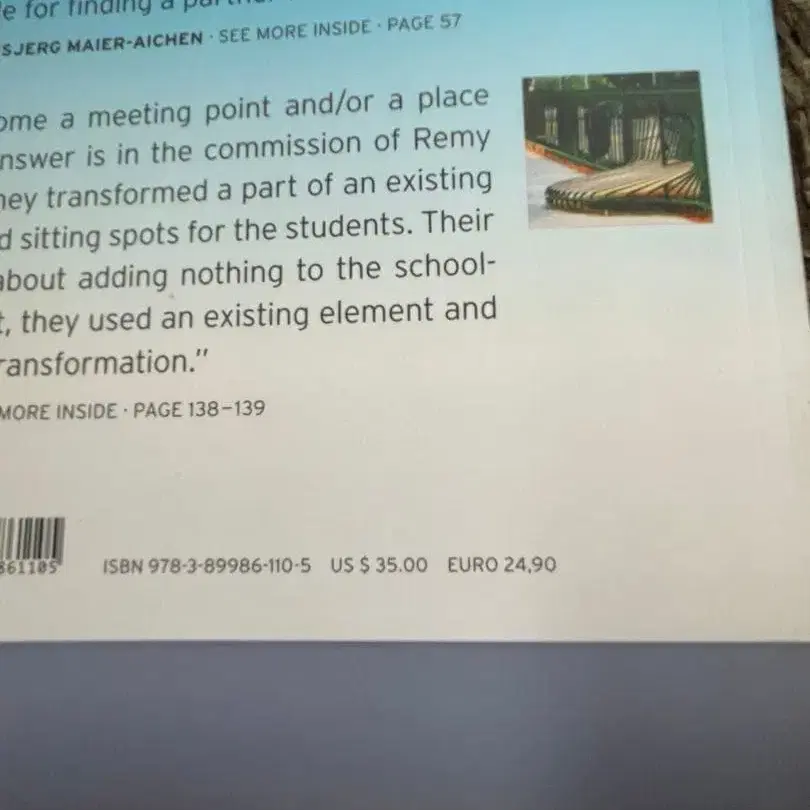 e for finding a
SJERG MAIER-AICHEN · SEE MORE INSIDE · PAGE 57
ome a meeting point and/or a place
nswer is in the commission of Remy
hey transformed a part of an existing
d sitting spots for the students. Their
about adding nothing to the school-
t, they used an existing element and
ransformation."
MORE INSIDE · PAGE 138–139
861105
ISBN 978-3-89986-110-5 US $ 35.00 EURO 24,90